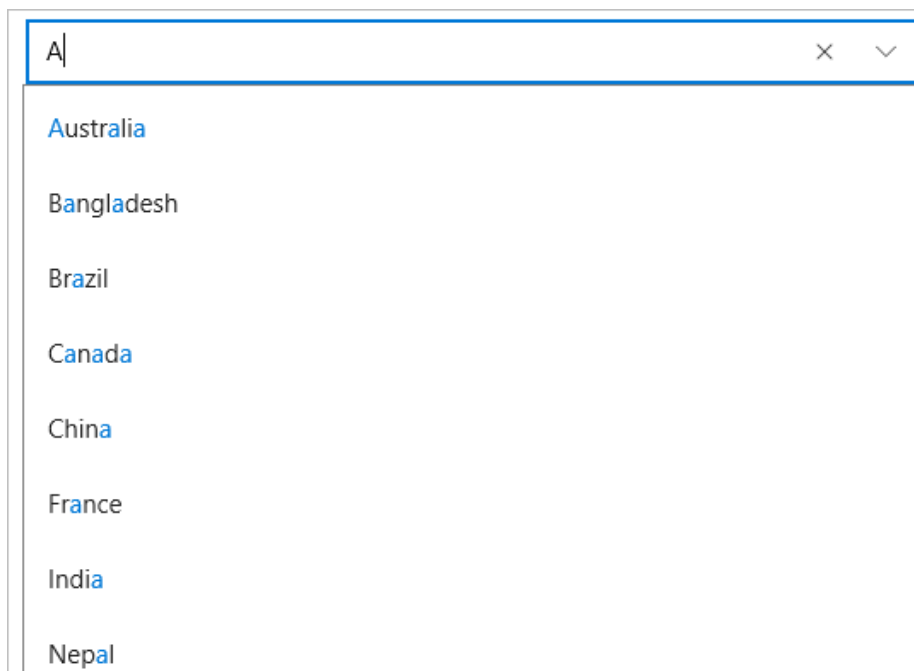 A
Australia
Bangladesh
Brazil
Canada
China
France
India
Nepal